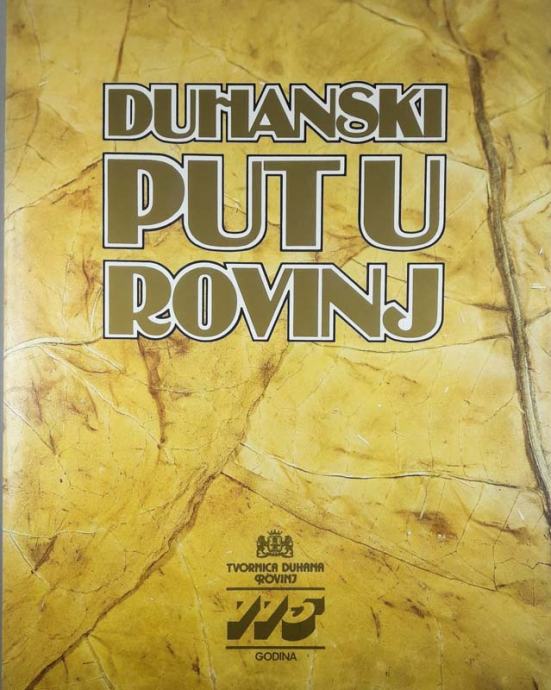 DUHANSKI
PUT U
ROVINJ
TVORNICA DUHANA
ROVINJ
115
GODINA